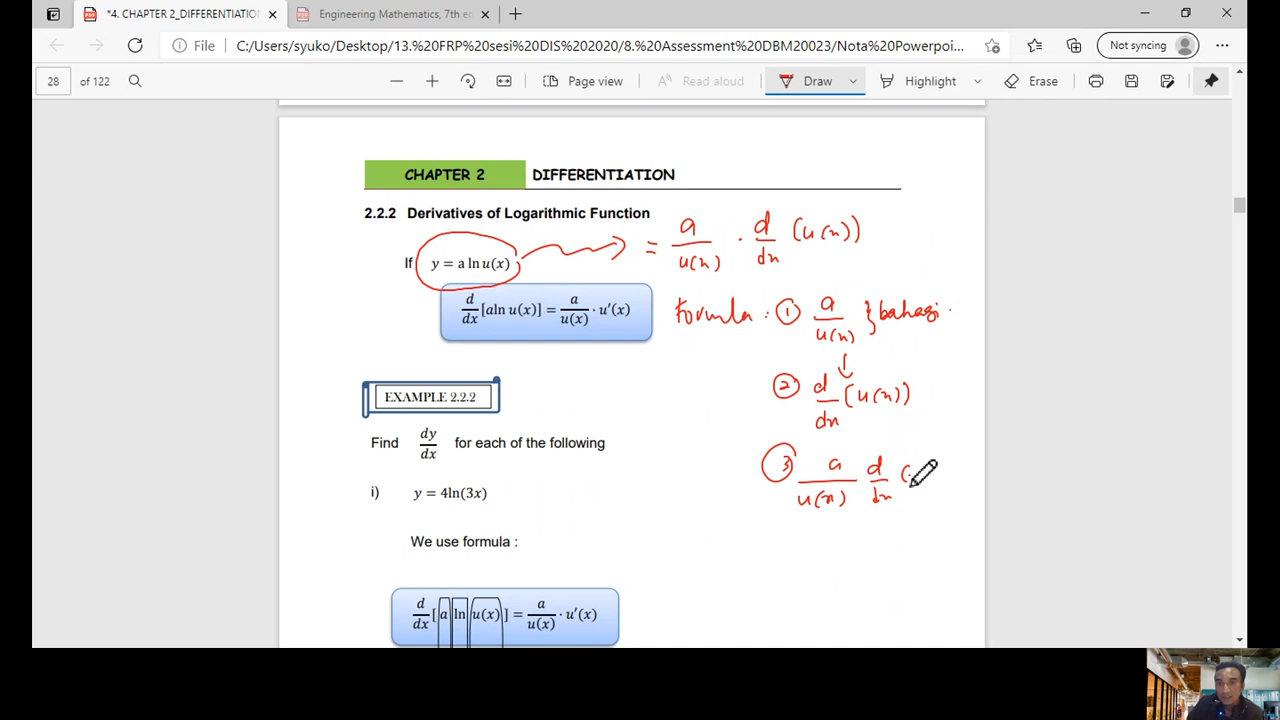 *4. CHAPTER 2_DIFFERENTIATIO
Engineering Mathematics, 7th e
File C:/Users/syuko/Desktop/13.%20FRP%20sesi%20DIS%202020/8.%20Assessment%20DBM20023/Nota%20Powerpoi...
Not syncing
28 of 122
Page view
Read aloud
Draw
Highlight
Erase
CHAPTER 2 DIFFERENTIATION
2.2.2 Derivatives of Logarithmic Function
If y = a ln u(x) = a/u(x) · d/dx (u(x))
d/dx [aln u(x)] = a/u(x) · u'(x)
Formula : ① a/u(x) } bahagi.
② d/dx (u(x))
EXAMPLE 2.2.2
Find dy/dx for each of the following
③ a/u(x) d/dx (
i) y = 4ln(3x)
We use formula :
d/dx [a ln u(x)] = a/u(x) · u'(x)